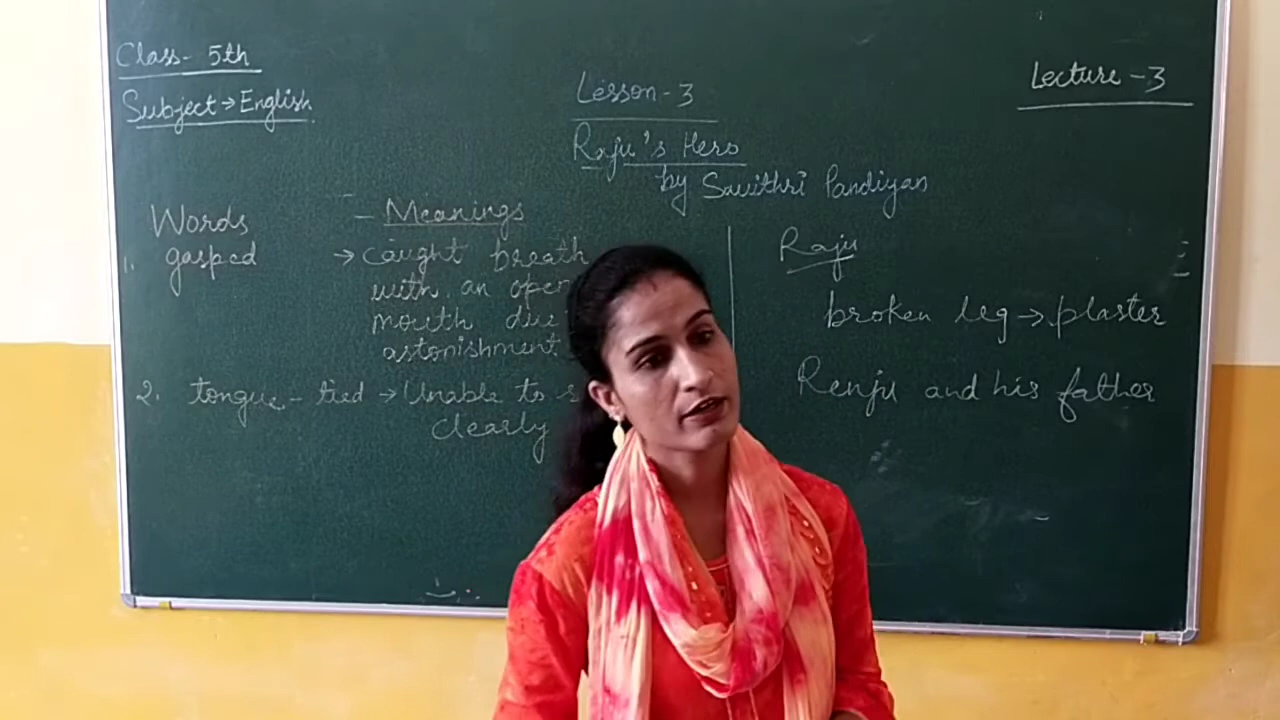 Class- 5th
Subject → English.
Lesson - 3
Raju's Hero
by Savithri Pandiyan
Lecture - 3
Words - Meanings
1. gasped → caught breath
with an open
mouth due
astonishment
2. tongue - tied → Unable to
clearly
Raju
broken leg → plaster
Renju and his father